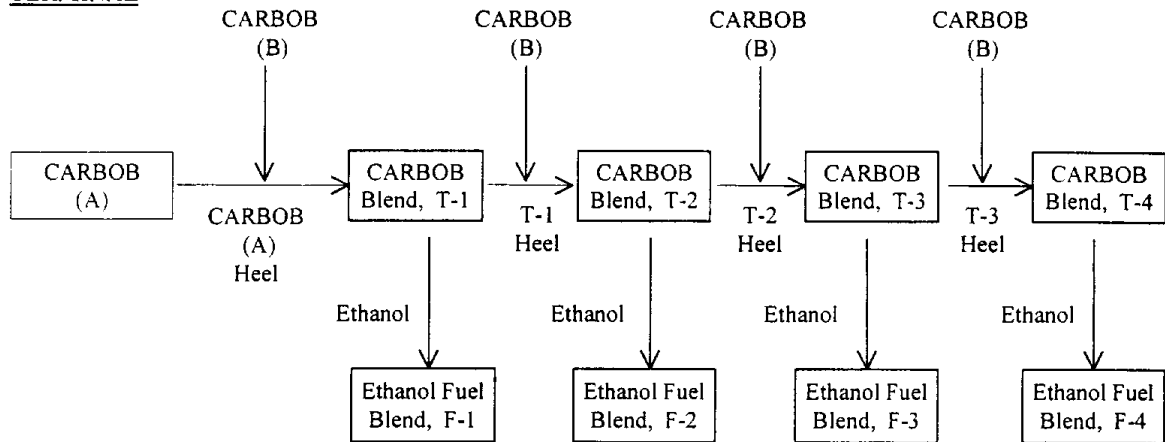 CARBOB
(B)
CARBOB
(B)
CARBOB
(B)
CARBOB
(B)
CARBOB
(A)
CARBOB
Blend, T-1
CARBOB
Blend, T-2
CARBOB
Blend, T-3
CARBOB
Blend, T-4
CARBOB
(A)
Heel
T-1
Heel
T-2
Heel
T-3
Heel
Ethanol
Ethanol
Ethanol
Ethanol
Ethanol Fuel
Blend, F-1
Ethanol Fuel
Blend, F-2
Ethanol Fuel
Blend, F-3
Ethanol Fuel
Blend, F-4